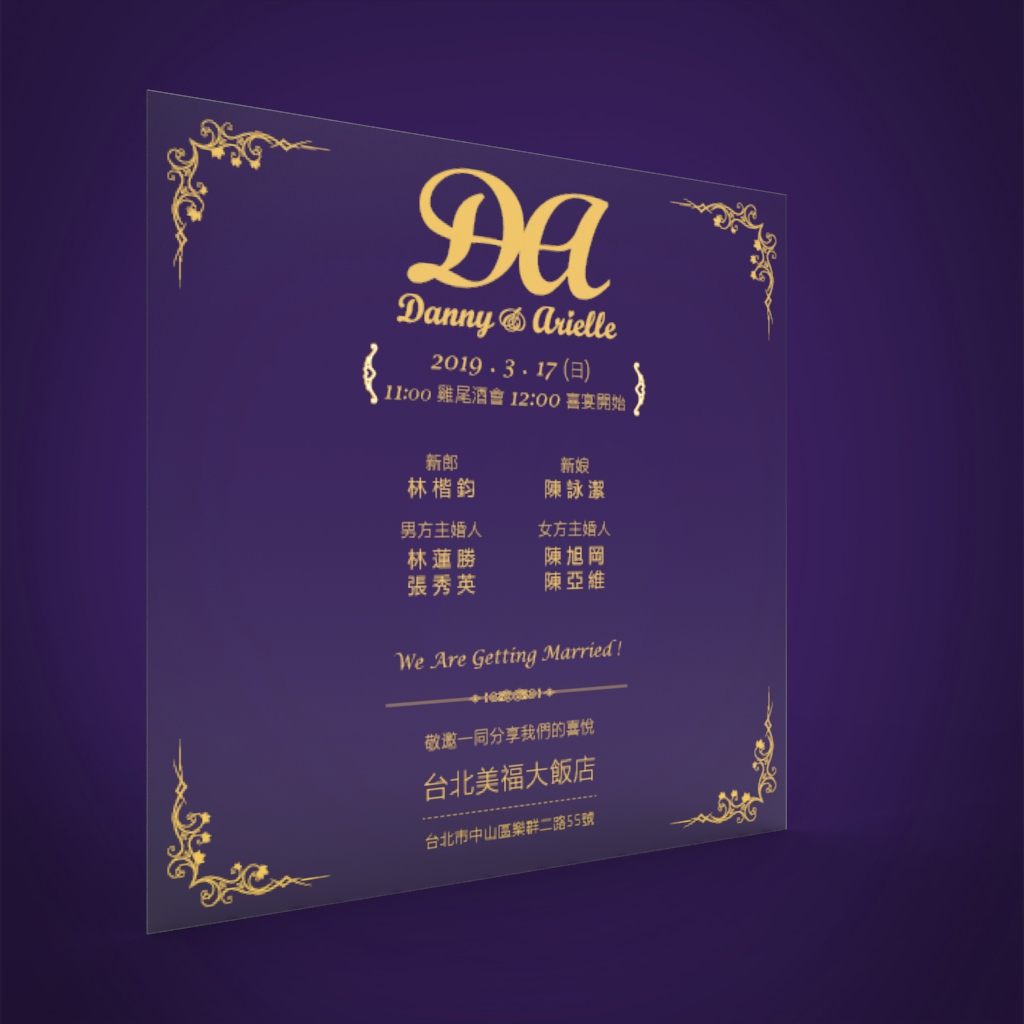 DA
Danny & Arielle
2019 . 3 . 17 (日)
11:00 雞尾酒會 12:00 喜宴開始
新郎 新娘
林楷鈞 陳詠潔
男方主婚人 女方主婚人
林蓮勝 陳旭岡
張秀英 陳亞維
We Are Getting Married!
敬邀一同分享我們的喜悅
台北美福大飯店
台北市中山區樂群二路55號